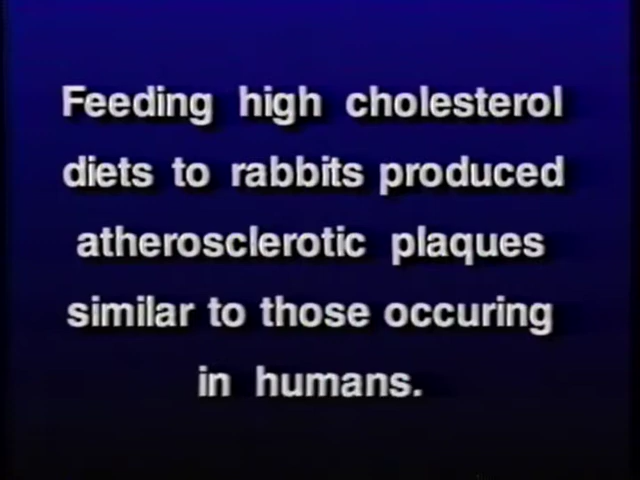 Feeding high cholesterol
diets to rabbits produced
atherosclerotic plaques
similar to those occuring
in humans.